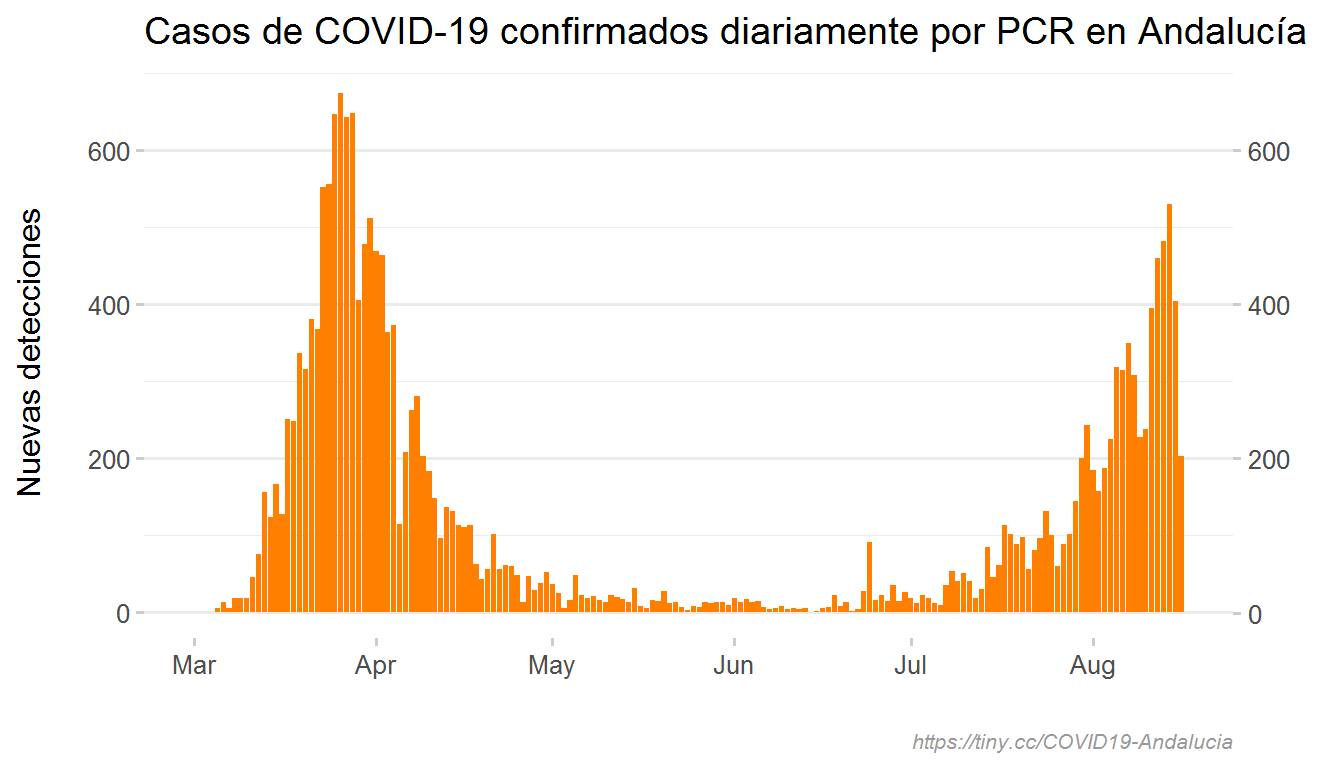 Casos de COVID-19 confirmados diariamente por PCR en Andalucía
Nuevas detecciones
600
400
200
0
600
400
200
0
Mar
Apr
May
Jun
Jul
Aug
https://tiny.cc/COVID19-Andalucia